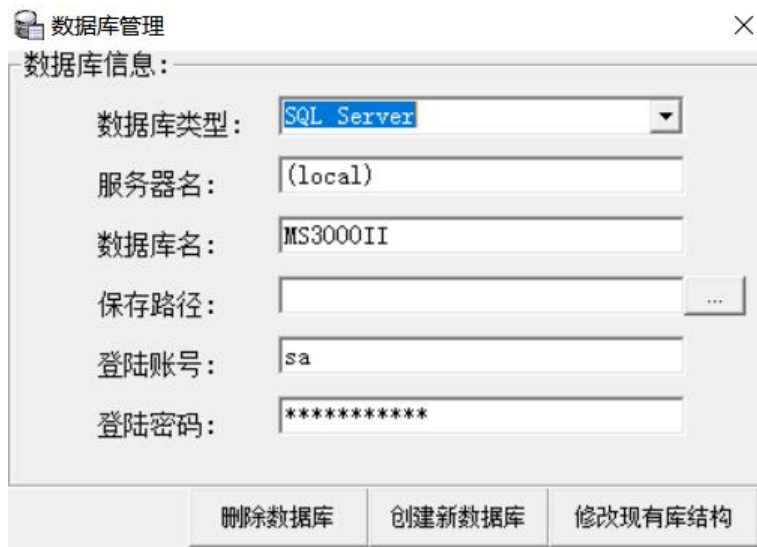 数据库管理
数据库信息:
数据库类型: SQL Server
服务器名: (local)
数据库名: MS3000II
保存路径: ...
登陆账号: sa
登陆密码: ***********
删除数据库 创建新数据库 修改现有库结构